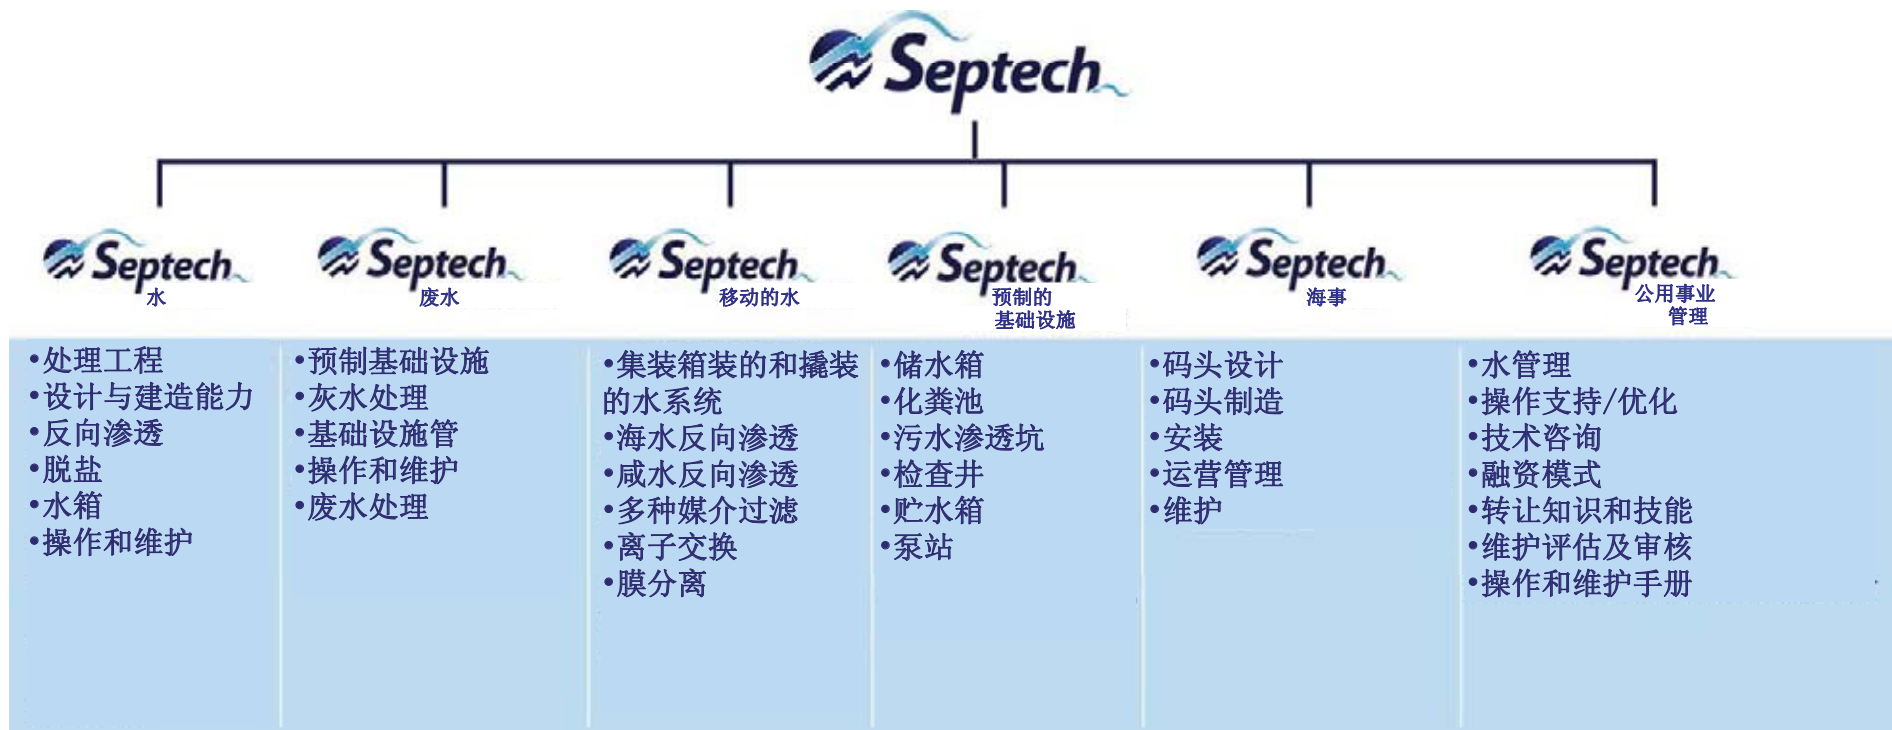 Septech
Septech
水
Septech
废水
Septech
移动的水
Septech
预制的
基础设施
Septech
海事
Septech
公用事业
管理
•处理工程
•设计与建造能力
•反向渗透
•脱盐
•水箱
•操作和维护
•预制基础设施
•灰水处理
•基础设施管
•操作和维护
•废水处理
•集装箱装的和撬装
的水系统
•海水反向渗透
•咸水反向渗透
•多种媒介过滤
•离子交换
•膜分离
•储水箱
•化粪池
•污水渗透坑
•检查井
•贮水箱
•泵站
•码头设计
•码头制造
•安装
•运营管理
•维护
•水管理
•操作支持/优化
•技术咨询
•融资模式
•转让知识和技能
•维护评估及审核
•操作和维护手册